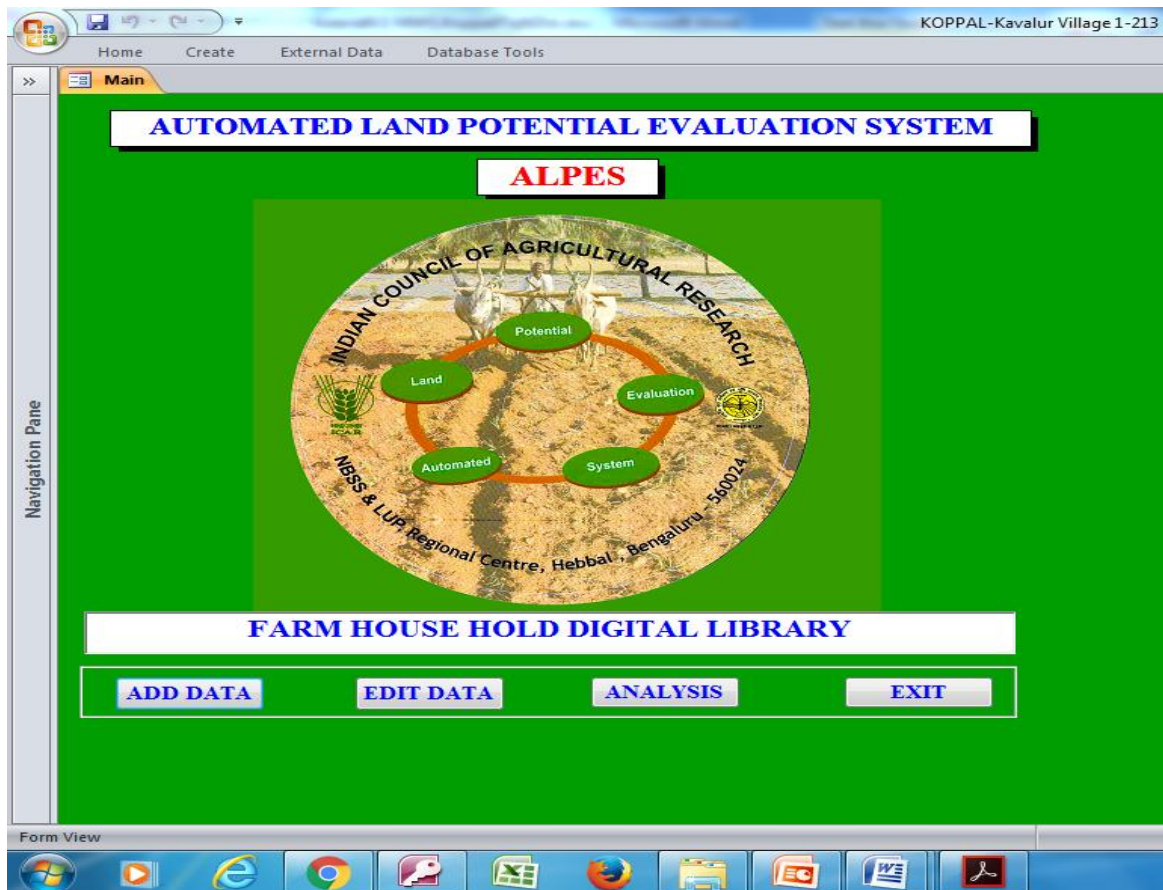 KOPPAL-Kavalur Village 1-213
Home Create External Data Database Tools
Main
AUTOMATED LAND POTENTIAL EVALUATION SYSTEM
ALPES
INDIAN COUNCIL OF AGRICULTURAL RESEARCH
Potential
Land
Evaluation
ICAR
Automated
System
NBSS & LUP, Regional Centre, Hebbal , Bengaluru - 560024
Navigation Pane
FARM HOUSE HOLD DIGITAL LIBRARY
ADD DATA EDIT DATA ANALYSIS EXIT
Form View